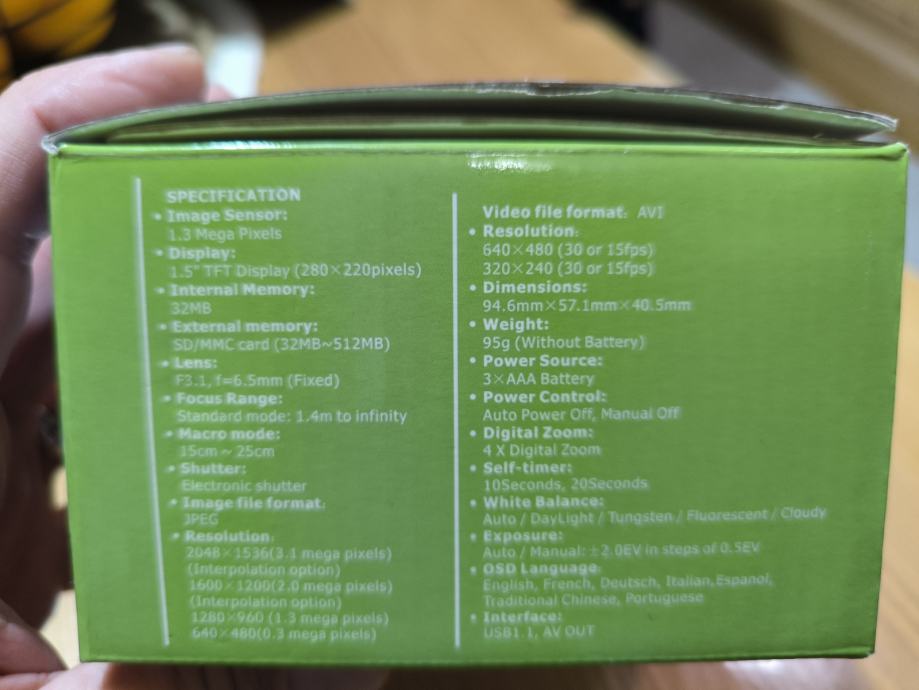 SPECIFICATION
• Image Sensor:
1.3 Mega Pixels
• Display:
1.5" TFT Display (280×220pixels)
• Internal Memory:
32MB
• External memory:
SD/MMC card (32MB~512MB)
• Lens:
F3.1, f=6.5mm (Fixed)
• Focus Range:
Standard mode: 1.4m to infinity
• Macro mode:
15cm ~ 25cm
• Shutter:
Electronic shutter
• Image file format:
JPEG
• Resolution:
2048×1536(3.1 mega pixels)
(Interpolation option)
1600×1200(2.0 mega pixels)
(Interpolation option)
1280×960 (1.3 mega pixels)
640×480(0.3 mega pixels)
Video file format: AVI
• Resolution:
640×480 (30 or 15fps)
320×240 (30 or 15fps)
• Dimensions:
94.6mm×57.1mm×40.5mm
• Weight:
95g (Without Battery)
• Power Source:
3×AAA Battery
• Power Control:
Auto Power Off, Manual Off
• Digital Zoom:
4 X Digital Zoom
• Self-timer:
10Seconds, 20Seconds
• White Balance:
Auto / DayLight / Tungsten / Fluorescent / Cloudy
• Exposure:
Auto / Manual: ±2.0EV in steps of 0.5EV
• OSD Language:
English, French, Deutsch, Italian, Espanol,
Traditional Chinese, Portuguese
• Interface:
USB1.1, AV OUT